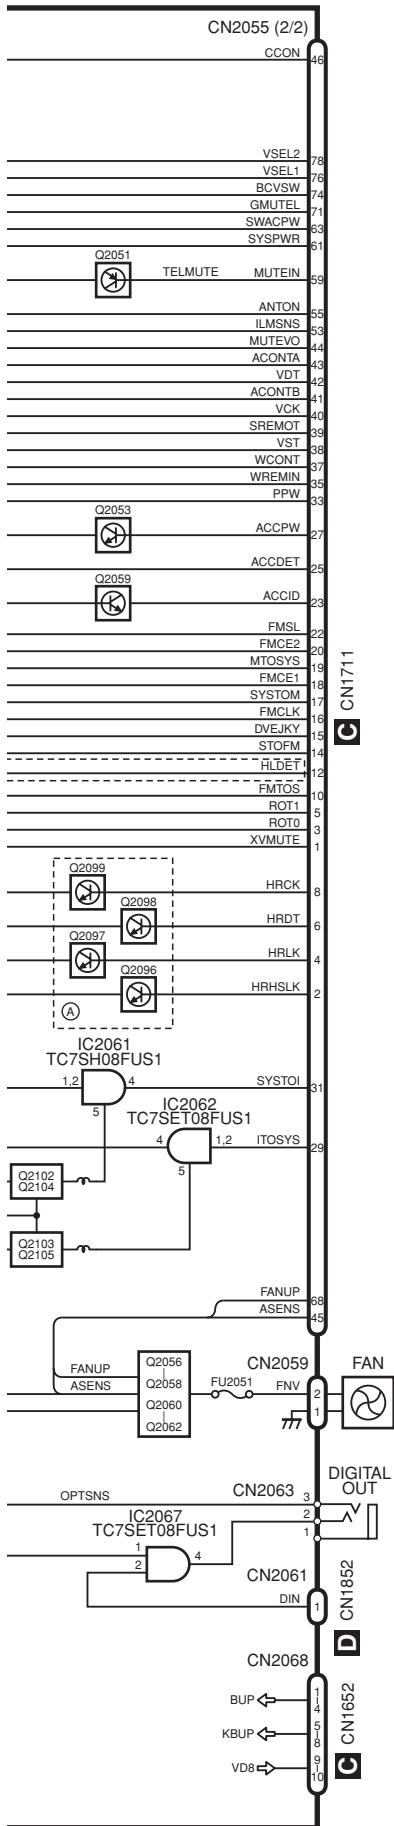 CN2055 (2/2)
CCON 46
VSEL2 78
VSEL1 76
BCVSW 74
GMUTEL 71
SWACPW 63
SYSPWR 61
Q2051
TELMUTE MUTEIN 59
ANTON 55
ILMSNS 53
MUTEVO 44
ACONTA 43
VDT 42
ACONTB 41
VCK 40
SREMOT 39
VST 38
WCONT 37
WREMIN 35
PPW 33
Q2053
ACCPW 27
ACCDET 25
Q2059
ACCID 23
FMSL 22
FMCE2 20
MTOSYS 19
FMCE1 18
SYSTOM 17
FMCLK 16
DVEJKY 15
STOFM 14
HLDET 12
FMTOS 10
ROT1 5
ROT0 3
XVMUTE 1
C CN1711
Q2099
HRCK 8
Q2098
HRDT 6
Q2097
HRLK 4
Q2096
HRHSLK 2
A
IC2061
TC7SH08FUS1
1,2 4 SYSTOI 31
5
IC2062
TC7SET08FUS1
4 1,2 ITOSYS 29
5
Q2102
Q2104
Q2103
Q2105
FANUP 68
ASENS 45
CN2059 FAN
FANUP
ASENS
Q2056
Q2058
Q2060
Q2062
FU2051
FNV 2
1
DIGITAL
OUT
OPTSNS CN2063 3
2
1
IC2067
TC7SET08FUS1
1
2
4
CN2061
DIN 1
D CN1852
CN2068
BUP 1
4
KBUP 5
8
VD8 9
10
C CN1652